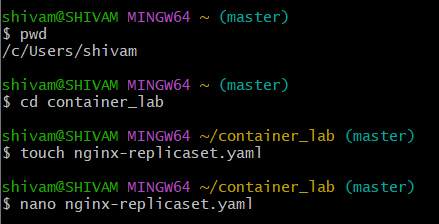 shivam@SHIVAM MINGW64 ~ (master)
$ pwd
/c/Users/shivam
shivam@SHIVAM MINGW64 ~ (master)
$ cd container_lab
shivam@SHIVAM MINGW64 ~/container_lab (master)
$ touch nginx-replicaset.yaml
shivam@SHIVAM MINGW64 ~/container_lab (master)
$ nano nginx-replicaset.yaml